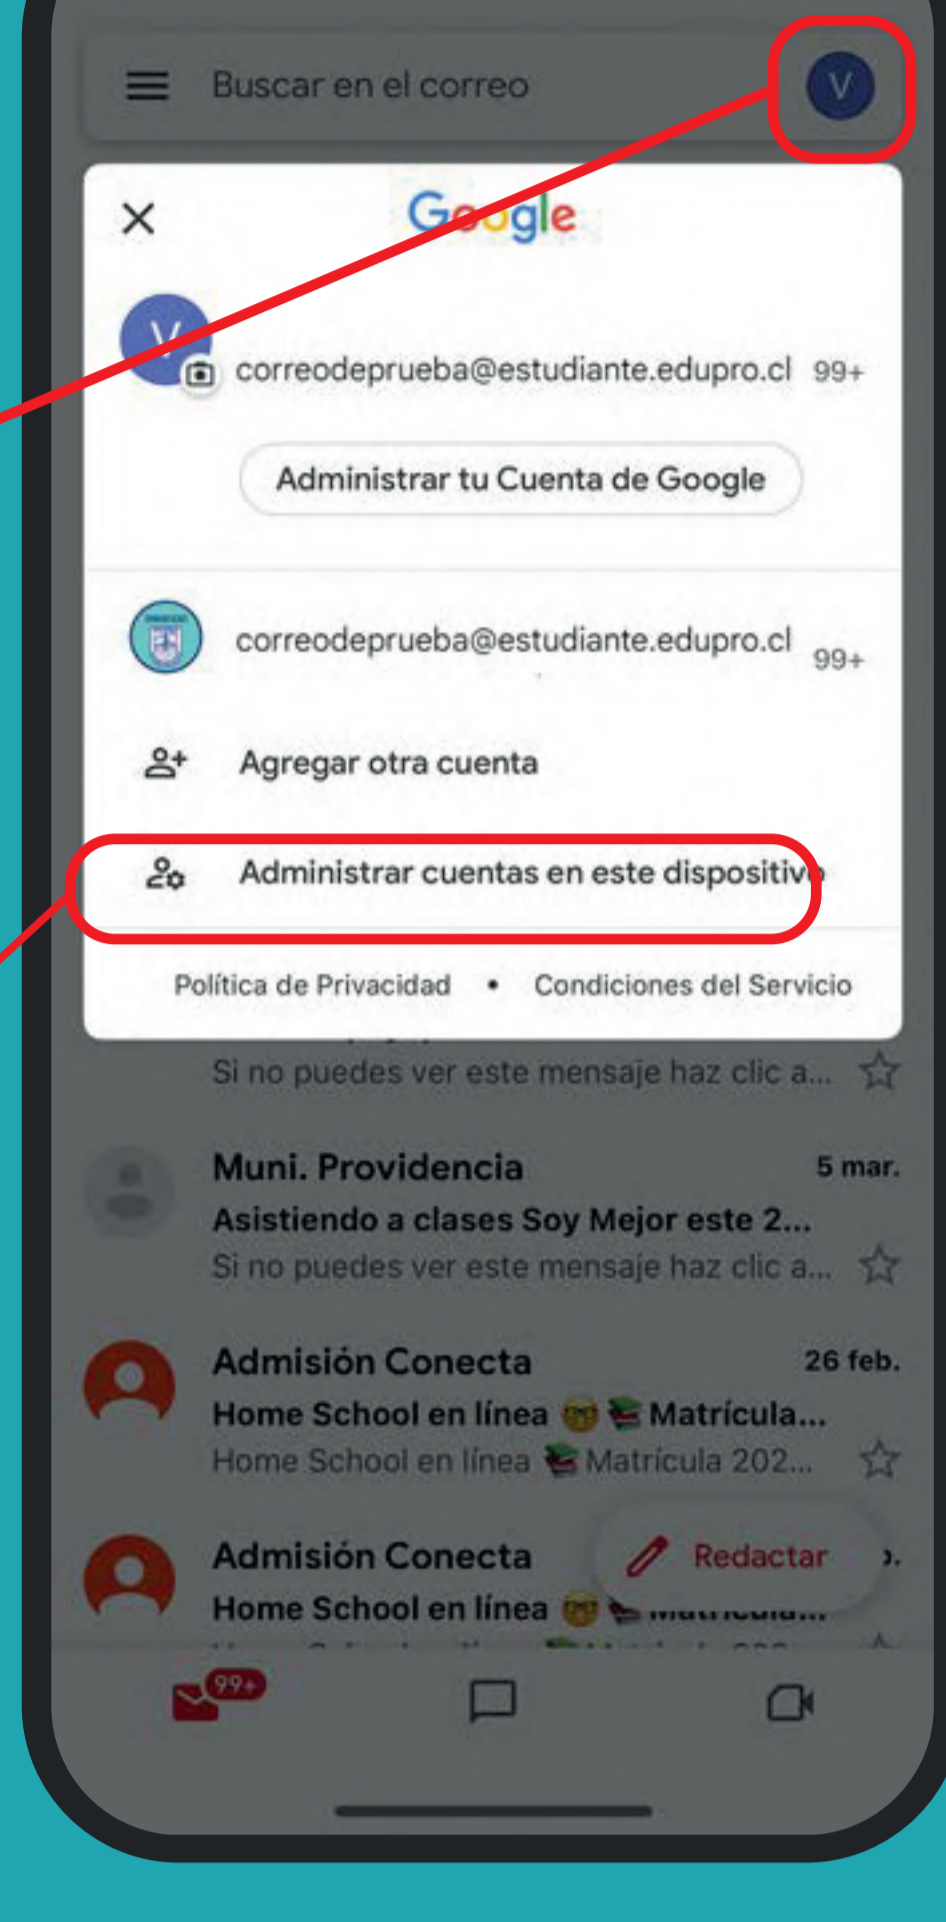 Buscar en el correo
V
Google
V
correodeprueba@estudiante.edupro.cl 99+
Administrar tu Cuenta de Google
correodeprueba@estudiante.edupro.cl 99+
Agregar otra cuenta
Administrar cuentas en este dispositivo
Política de Privacidad • Condiciones del Servicio
Si no puedes ver este mensaje haz clic a...
Muni. Providencia 5 mar.
Asistiendo a clases Soy Mejor este 2...
Si no puedes ver este mensaje haz clic a...
Admisión Conecta 26 feb.
Home School en línea 🤓 📚 Matrícula...
Home School en línea 📚 Matrícula 202...
Admisión Conecta
Redactar
Home School en línea 🤓 📚 Matrícula...
99+